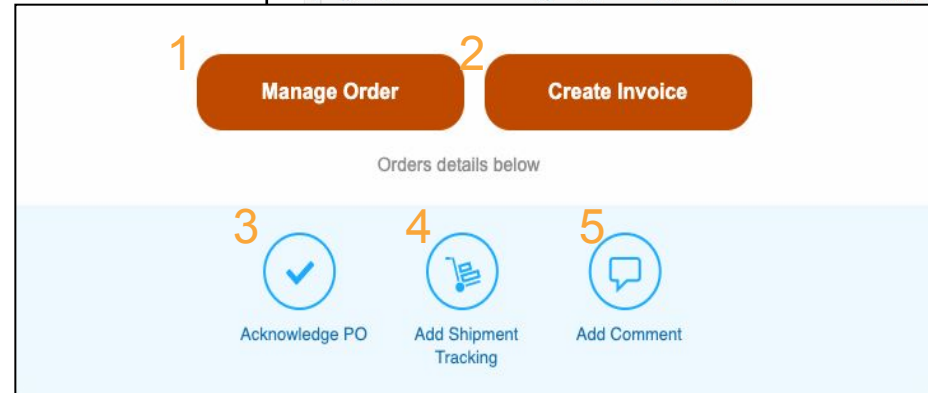 1 Manage Order 2 Create Invoice
Orders details below
3 4 5
Acknowledge PO Add Shipment Add Comment
Tracking